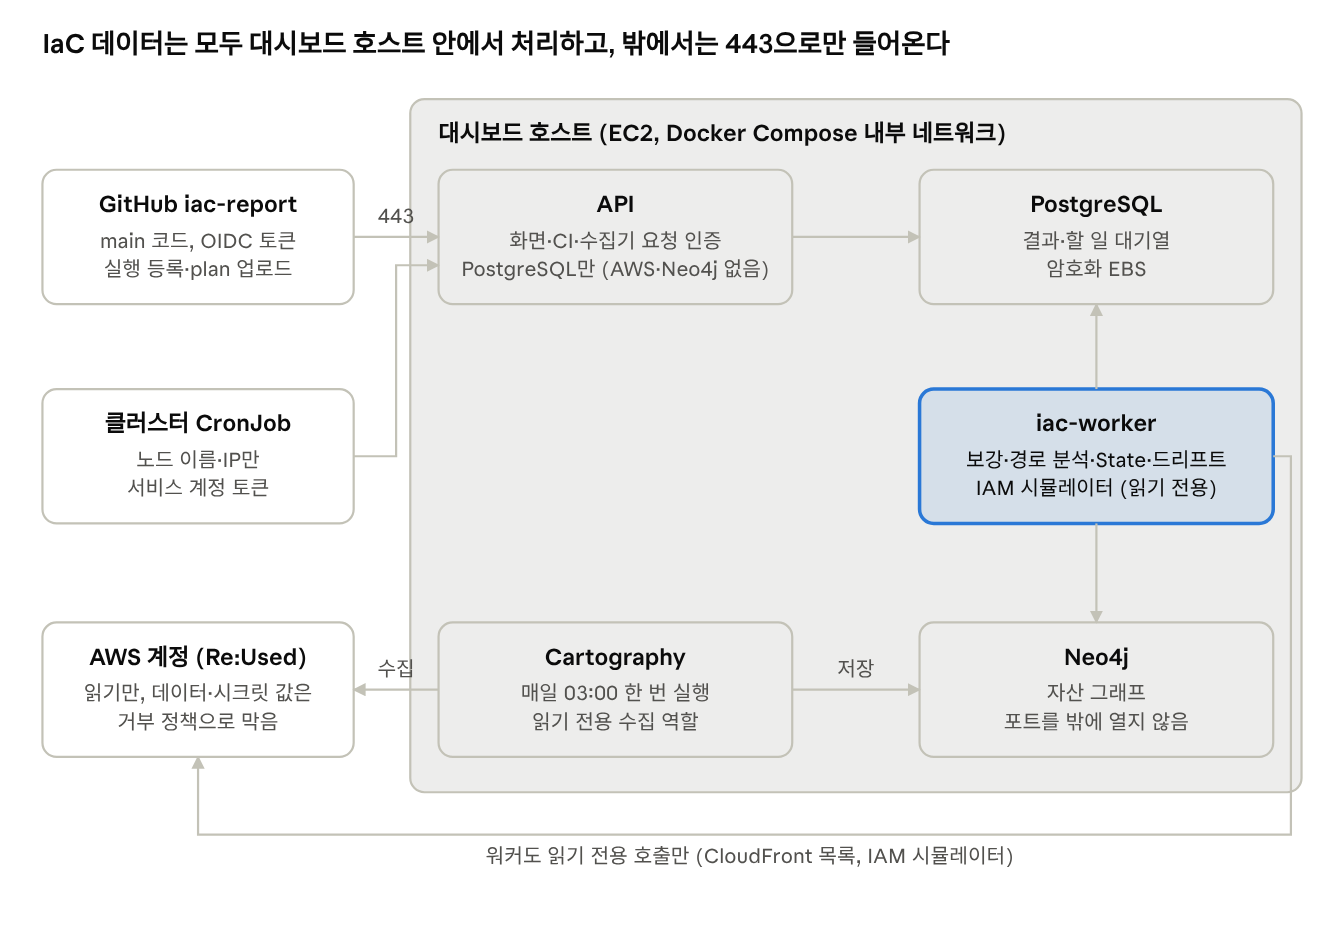 IaC 데이터는 모두 대시보드 호스트 안에서 처리하고, 밖에서는 443으로만 들어온다
대시보드 호스트 (EC2, Docker Compose 내부 네트워크)
GitHub iac-report
main 코드, OIDC 토큰
실행 등록·plan 업로드
443
API
화면·CI·수집기 요청 인증
PostgreSQL만 (AWS·Neo4j 없음)
PostgreSQL
결과·할 일 대기열
암호화 EBS
클러스터 CronJob
노드 이름·IP만
서비스 계정 토큰
iac-worker
보강·경로 분석·State·드리프트
IAM 시뮬레이터 (읽기 전용)
AWS 계정 (Re:Used)
읽기만, 데이터·시크릿 값은
거부 정책으로 막음
수집
Cartography
매일 03:00 한 번 실행
읽기 전용 수집 역할
저장
Neo4j
자산 그래프
포트를 밖에 열지 않음
워커도 읽기 전용 호출만 (CloudFront 목록, IAM 시뮬레이터)